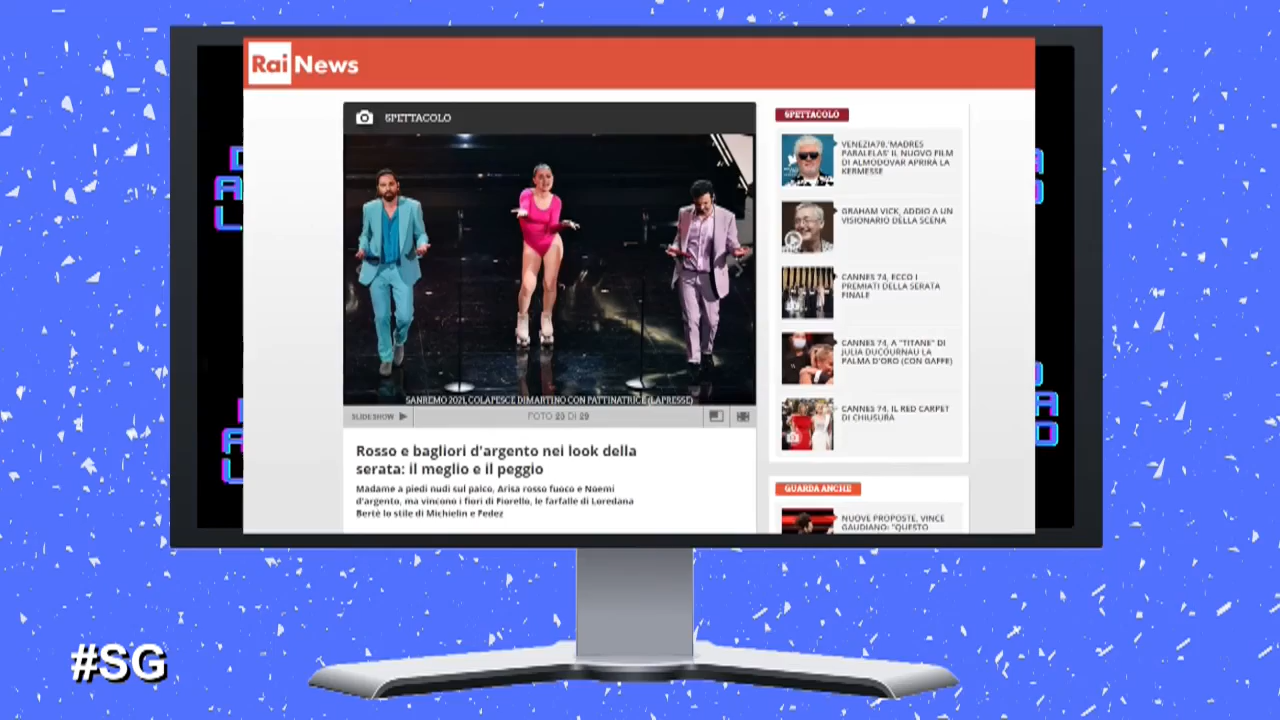 Rai News
SPETTACOLO
SANREMO 2021, COLAPESCE DIMARTINO CON PATTINATRICE (LAPRESSE)
SLIDESHOW
FOTO 23 DI 29
Rosso e bagliori d'argento nei look della
serata: il meglio e il peggio
Madame a piedi nudi sul palco, Arisa rosso fuoco e Noemi
d'argento, ma vincono i fiori di Fiorello, le farfalle di Loredana
Bertè lo stile di Michielin e Fedez
SPETTACOLO
VENEZIA78,'MADRES
PARALELAS' IL NUOVO FILM
DI ALMODOVAR APRIRÀ LA
KERMESSE
GRAHAM VICK, ADDIO A UN
VISIONARIO DELLA SCENA
CANNES 74, ECCO I
PREMIATI DELLA SERATA
FINALE
CANNES 74, A "TITANE" DI
JULIA DUCOURNAU LA
PALMA D'ORO (CON GAFFE)
CANNES 74, IL RED CARPET
DI CHIUSURA
GUARDA ANCHE
NUOVE PROPOSTE, VINCE
GAUDIANO: "QUESTO
#SG